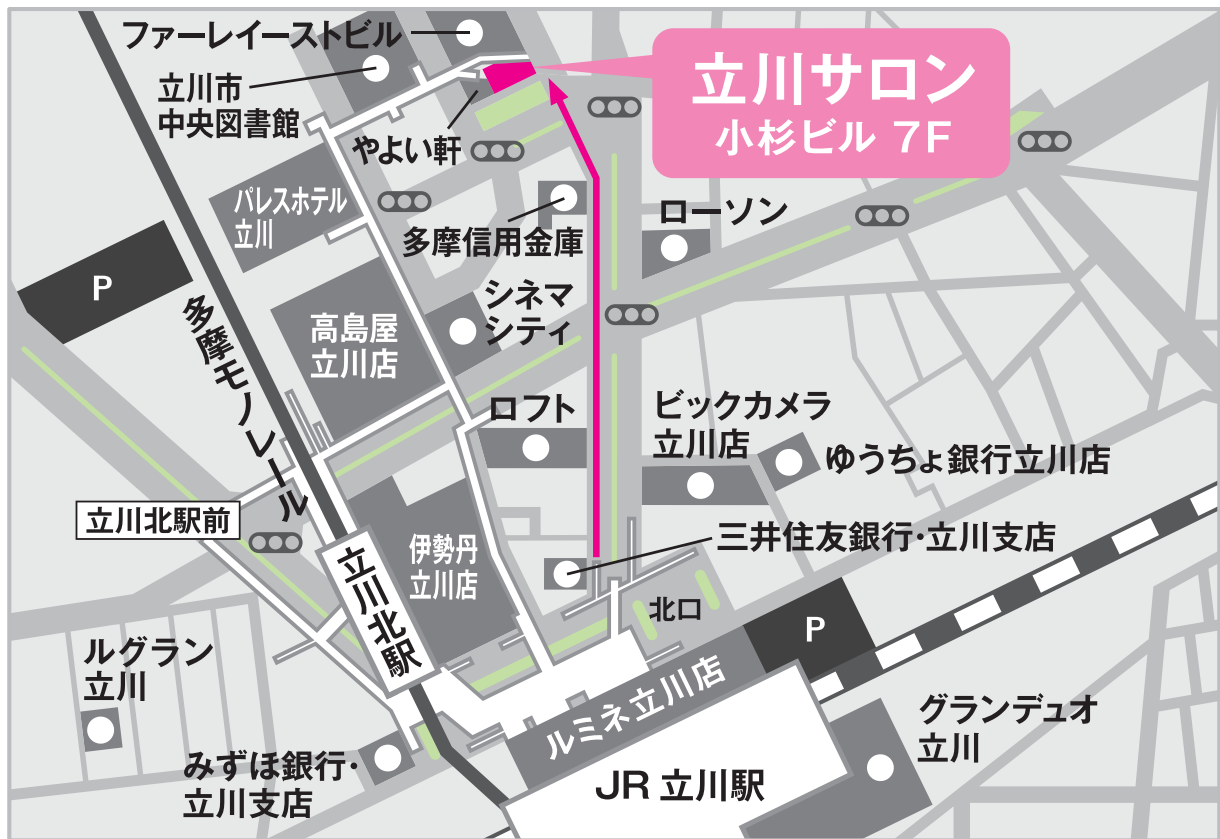 ファーレイーストビル
立川市
中央図書館
やよい軒
立川サロン
小杉ビル 7F
パレスホテル
立川
多摩信用金庫
ローソン
P
多摩モノレール
高島屋
立川店
シネマ
シティ
ロフト
ビックカメラ
立川店
ゆうちょ銀行立川店
立川北駅前
伊勢丹
立川店
三井住友銀行・立川支店
立川北駅
北口
P
ルグラン
立川
ルミネ立川店
グランデュオ
立川
みずほ銀行・
立川支店
JR 立川駅